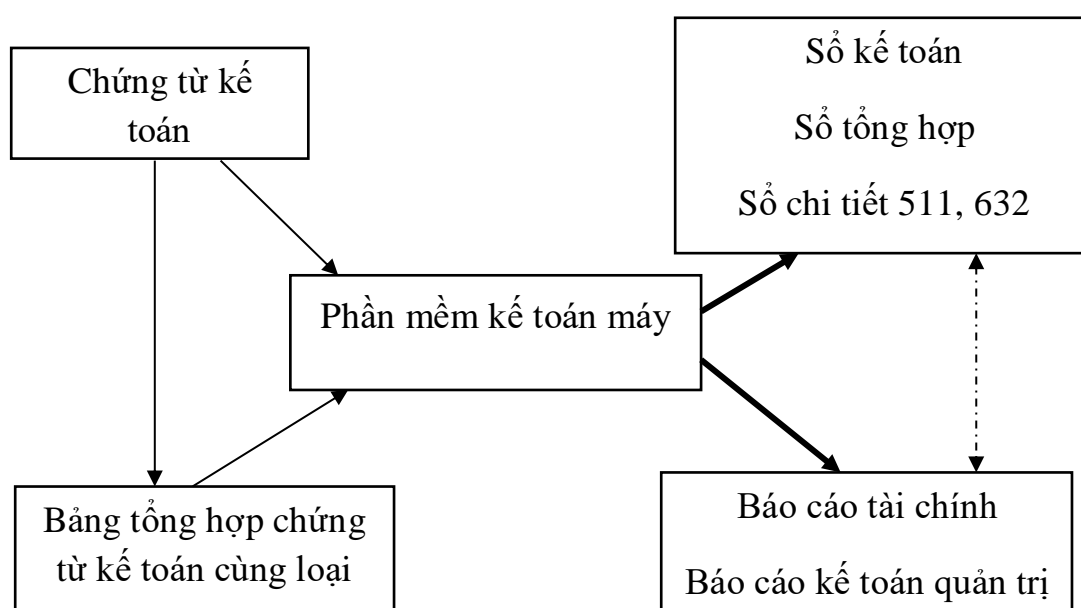 Chứng từ kế
toán
Sổ kế toán
Sổ tổng hợp
Sổ chi tiết 511, 632
Phần mềm kế toán máy
Bảng tổng hợp chứng
từ kế toán cùng loại
Báo cáo tài chính
Báo cáo kế toán quản trị